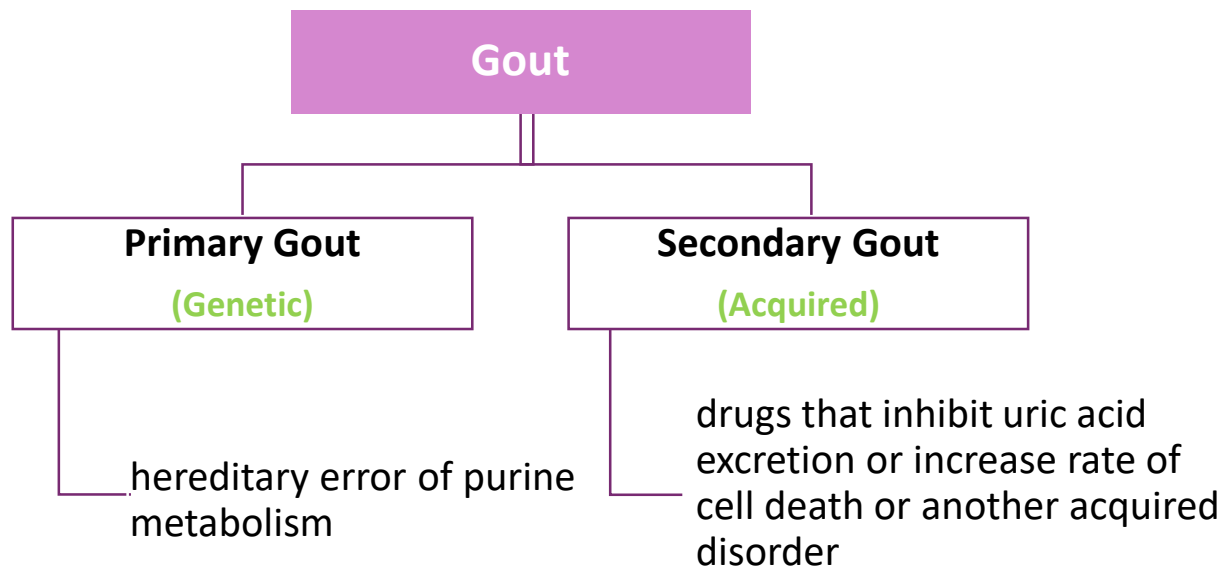 Gout
Primary Gout
(Genetic)
hereditary error of purine
metabolism
Secondary Gout
(Acquired)
drugs that inhibit uric acid
excretion or increase rate of
cell death or another acquired
disorder